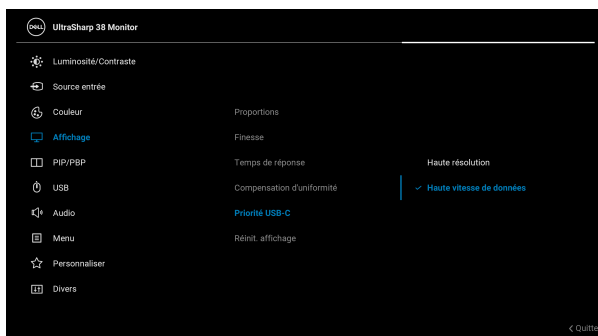 DELL UltraSharp 38 Monitor
Luminosité/Contraste
Source entrée
Couleur
Proportions
Affichage
Finesse
PIP/PBP
Temps de réponse
Haute résolution
USB
Compensation d'uniformité
Haute vitesse de données
Audio
Priorité USB-C
Menu
Réinit. affichage
Personnaliser
Divers
Quitte